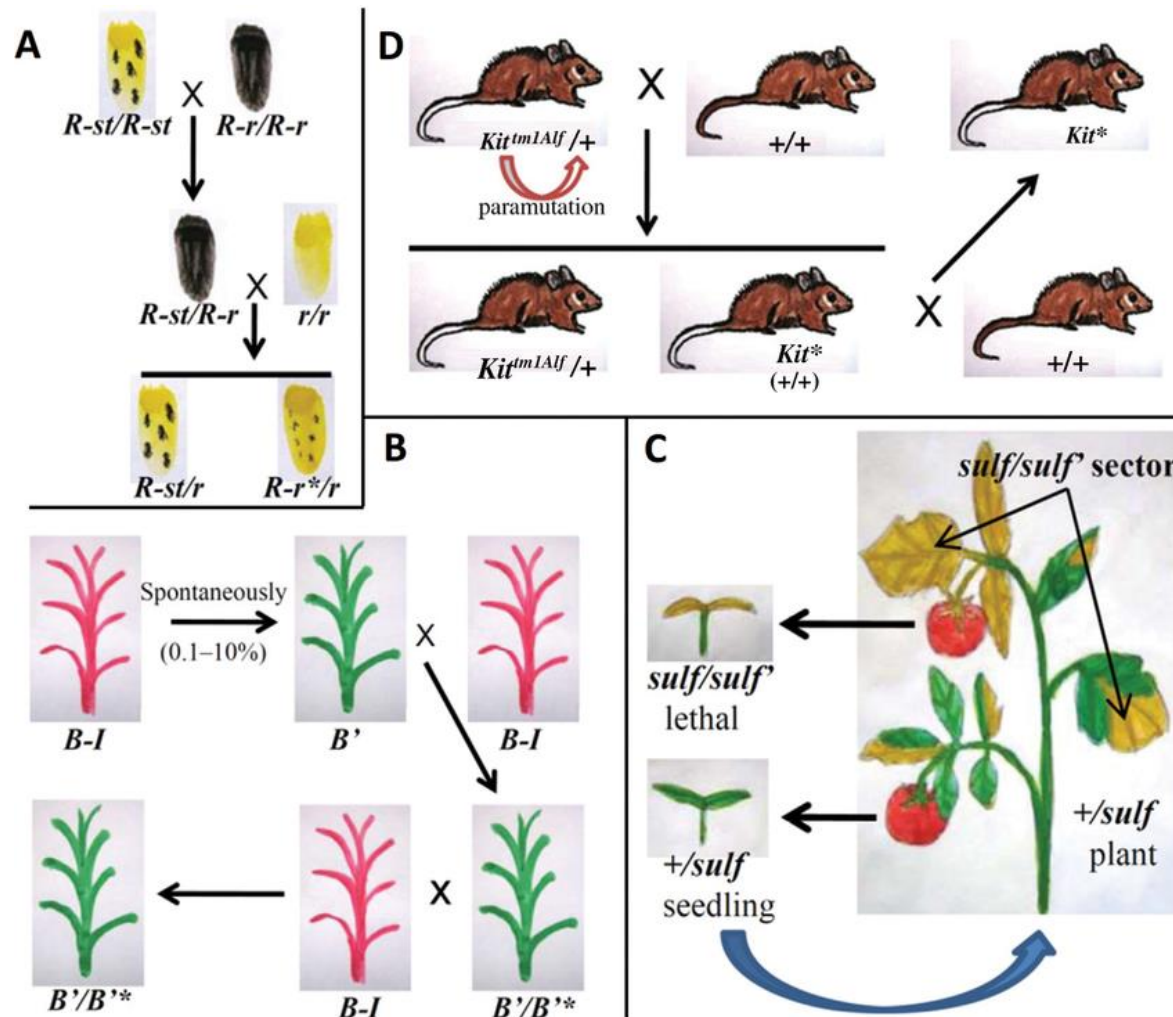 A
X
R-st/R-st
R-r/R-r
X
R-st/R-r
r/r
R-st/r
R-r*/r
D
X
Kit^tm1Alf/+
+/+
Kit*
paramutation
X
Kit^tm1Alf/+
Kit*
(+/+)
+/+
B
Spontaneously
(0.1–10%)
X
B-I
B’
B-I
X
B’/B’*
B-I
B’/B’*
C
sulf/sulf’ sector
sulf/sulf’
lethal
+/sulf
seedling
+/sulf
plant